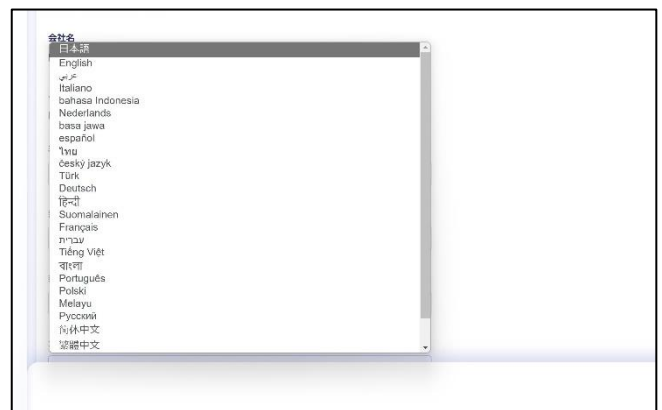 会社名
日本語
English
عربي
Italiano
bahasa Indonesia
Nederlands
basa jawa
español
ไทย
český jazyk
Türk
Deutsch
हिन्दी
Suomalainen
Français
עברית
Tiếng Việt
বাংলা
Português
Polski
Melayu
Русский
简体中文
繁體中文